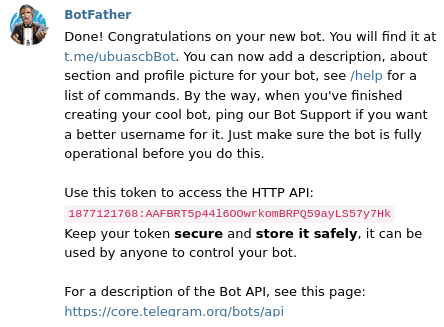 BotFather
Done! Congratulations on your new bot. You will find it at
t.me/ubuascbBot. You can now add a description, about
section and profile picture for your bot, see /help for a
list of commands. By the way, when you've finished
creating your cool bot, ping our Bot Support if you want
a better username for it. Just make sure the bot is fully
operational before you do this.
Use this token to access the HTTP API:
1877121768:AAFBRT5p44l6OOwrkomBRPQ59ayLS57y7Hk
Keep your token secure and store it safely, it can be
used by anyone to control your bot.
For a description of the Bot API, see this page:
https://core.telegram.org/bots/api